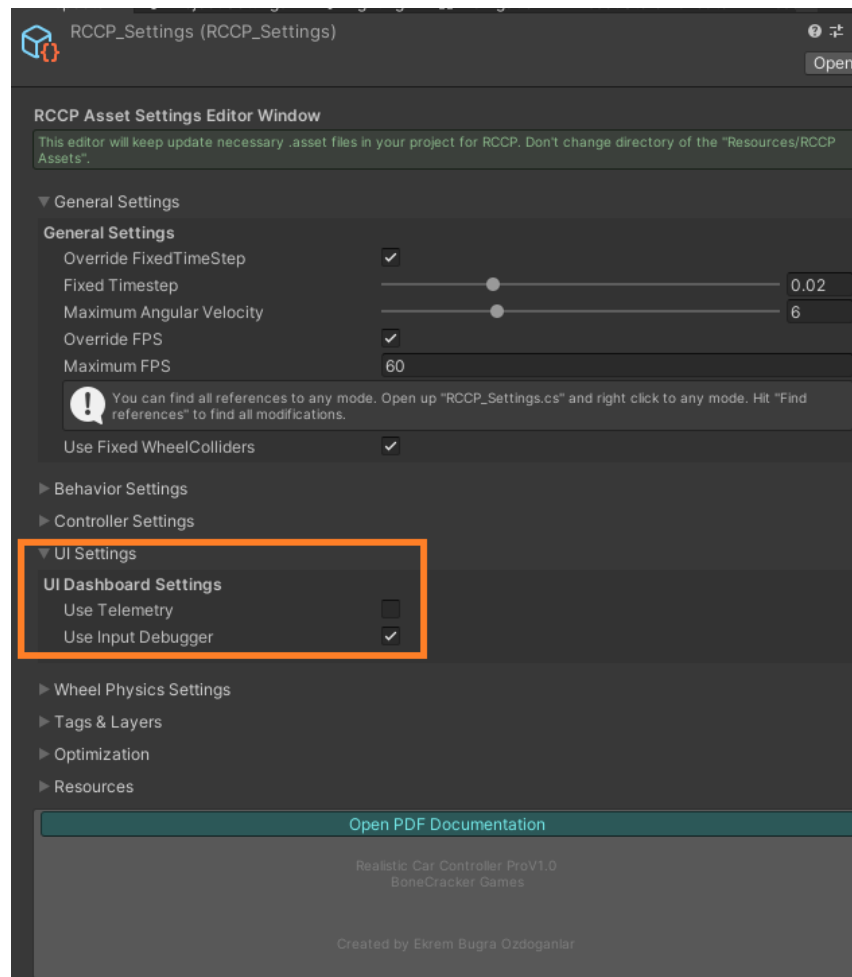 RCCP_Settings (RCCP_Settings)
Open
RCCP Asset Settings Editor Window
This editor will keep update necessary .asset files in your project for RCCP. Don't change directory of the "Resources/RCCP
Assets".
General Settings
General Settings
Override FixedTimeStep
Fixed Timestep 0.02
Maximum Angular Velocity 6
Override FPS
Maximum FPS 60
You can find all references to any mode. Open up "RCCP_Settings.cs" and right click to any mode. Hit "Find
references" to find all modifications.
Use Fixed WheelColliders
Behavior Settings
Controller Settings
UI Settings
UI Dashboard Settings
Use Telemetry
Use Input Debugger
Wheel Physics Settings
Tags & Layers
Optimization
Resources
Open PDF Documentation
Realistic Car Controller ProV1.0
BoneCracker Games
Created by Ekrem Bugra Ozdoganlar